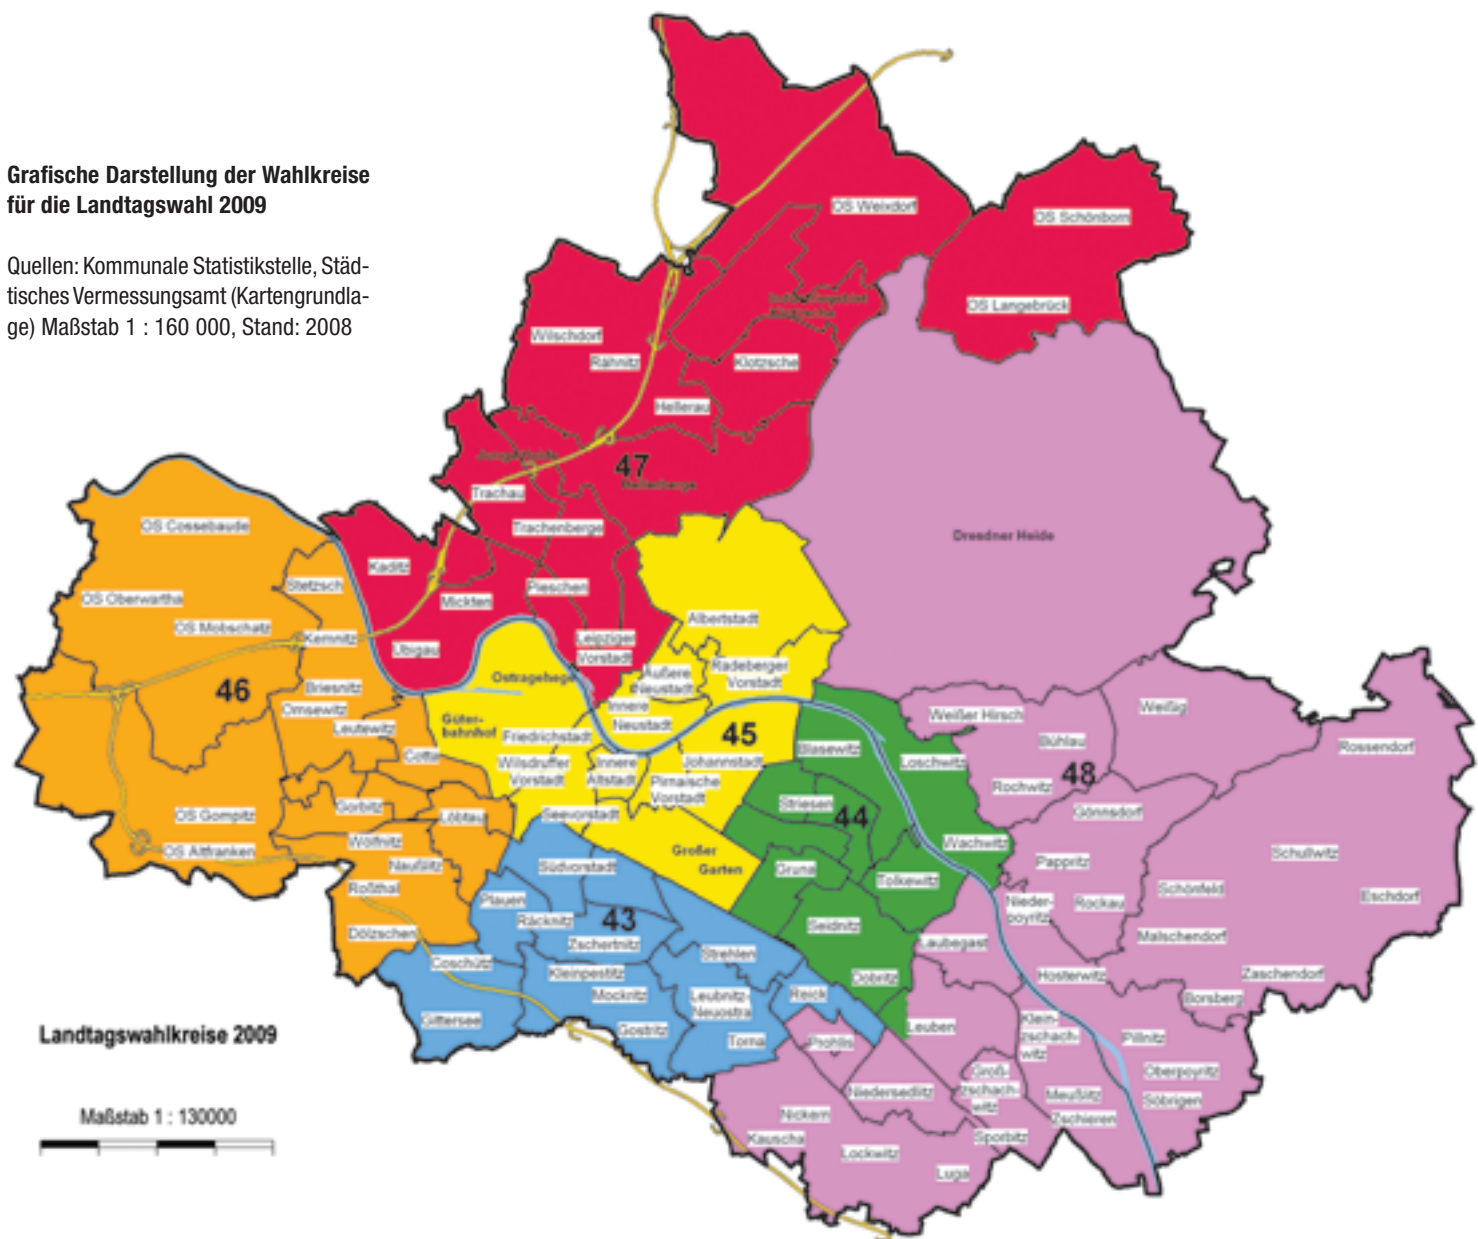 Grafische Darstellung der Wahlkreise
für die Landtagswahl 2009
Quellen: Kommunale Statistikstelle, Städ-
tisches Vermessungsamt (Kartengrundla-
ge) Maßstab 1 : 160 000, Stand: 2008
OS Weixdorf
OS Schönborn
OS Langebrück
Wilschdorf
Rähnitz
Klotzsche
Hellerau
47
Trachau
Trachenberge
Dresdner Heide
OS Cossebaude
Kaditz
Stetzsch
Pieschen
Mickten
OS Oberwartha
OS Mobschatz
Kemnitz
Albertstadt
Übigau
Leipziger
Vorstadt
Radeberger
Vorstadt
Äußere
Neustadt
Ostragehege
46
Briesnitz
Omsewitz
Leutewitz
Innere
Neustadt
Güter-
bahnhof
Friedrichstadt
45
Weißer Hirsch
Weißig
Bühlau
Rossendorf
Cotta
Wilsdruffer
Vorstadt
Innere
Altstadt
Johannstadt
Pirnaische
Vorstadt
Blasewitz
Loschwitz
48
Rochwitz
Gönnsdorf
Gorbitz
Löbtau
Seevorstadt
Striesen
44
OS Gompitz
OS Altfranken
Wölfnitz
Naußlitz
Roßthal
Dölzschen
Großer
Garten
Wachwitz
Südvorstadt
Gruna
Tolkewitz
Pappritz
Schullwitz
Schönfeld
Eschdorf
Plauen
Räcknitz
43
Zschertnitz
Seidnitz
Nieder-
poyritz
Rockau
Malschendorf
Laubegast
Strehlen
Coschütz
Kleinpestitz
Mockritz
Leubnitz-
Neuostra
Reick
Dobritz
Hosterwitz
Zaschendorf
Borsberg
Gittersee
Gostritz
Torna
Prohlis
Leuben
Klein-
zschach-
witz
Pillnitz
Oberpoyritz
Söbrigen
Niedersedlitz
Groß-
zschach-
witz
Meußlitz
Zschieren
Nickern
Kauscha
Lockwitz
Sporbitz
Luga
Landtagswahlkreise 2009
Maßstab 1 : 130000